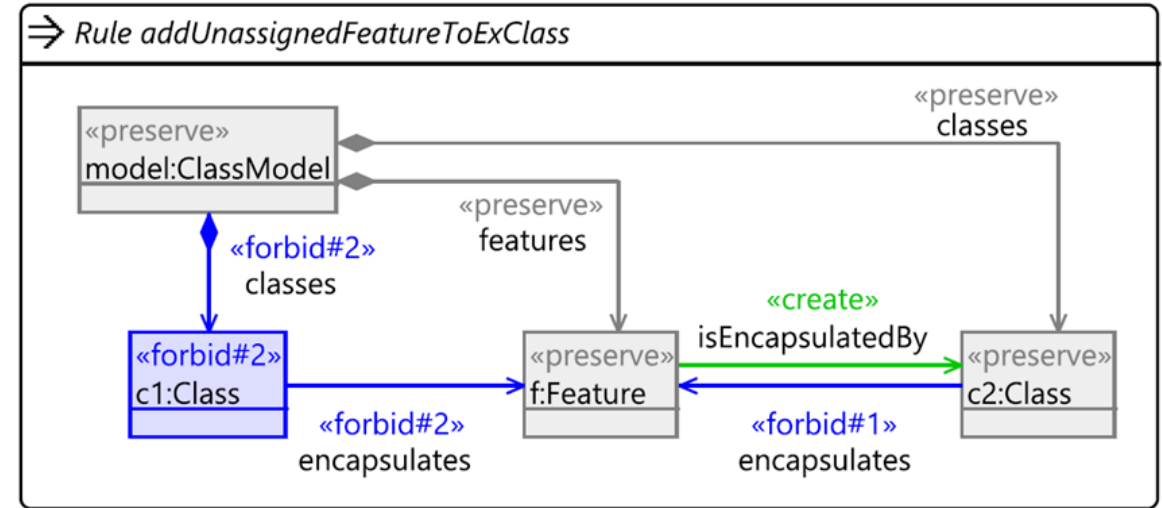 Rule addUnassignedFeatureToExClass
«preserve»
classes
«preserve»
model:ClassModel
«preserve»
features
«forbid#2»
classes
«create»
isEncapsulatedBy
«forbid#2»
c1:Class
«preserve»
f:Feature
«preserve»
c2:Class
«forbid#2»
encapsulates
«forbid#1»
encapsulates